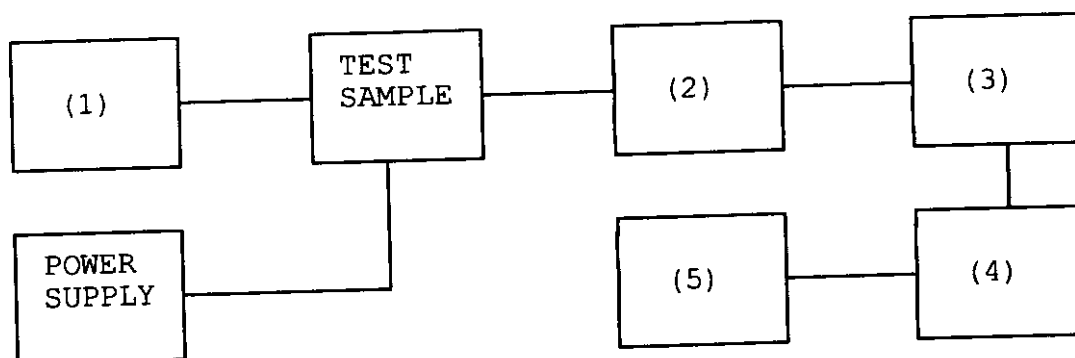 (1)
TEST
SAMPLE
(2)
(3)
POWER
SUPPLY
(5)
(4)